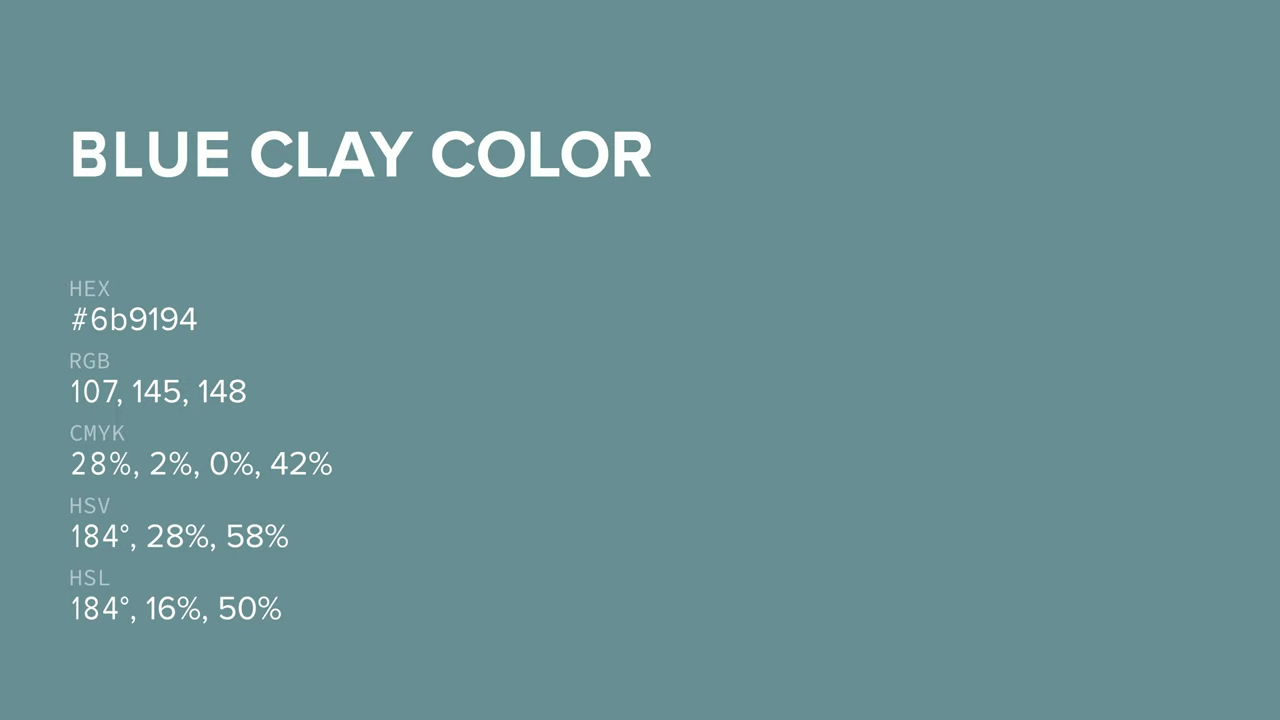 BLUE CLAY COLOR
HEX
#6b9194
RGB
107, 145, 148
CMYK
28%, 2%, 0%, 42%
HSV
184°, 28%, 58%
HSL
184°, 16%, 50%